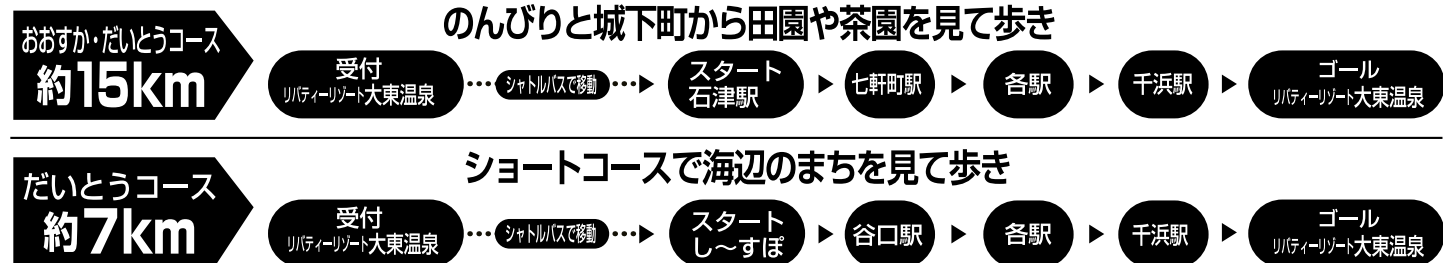 のんびりと城下町から田園や茶園を見て歩き
おおすか・だいとうコース
約15km
受付
リバティーリゾート大東温泉
シャトルバスで移動
スタート
石津駅
七軒町駅
各駅
千浜駅
ゴール
リバティーリゾート大東温泉
ショートコースで海辺のまちを見て歩き
だいとうコース
約7km
受付
リバティーリゾート大東温泉
シャトルバスで移動
スタート
し〜すぽ
谷口駅
各駅
千浜駅
ゴール
リバティーリゾート大東温泉